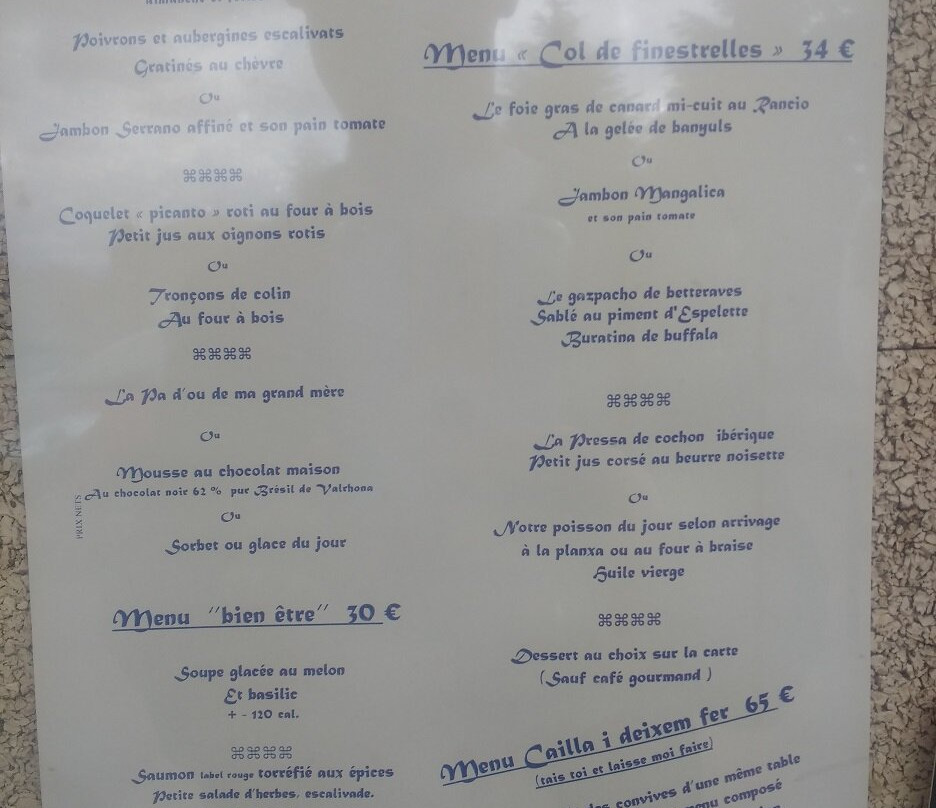 Poivrons et aubergines escalivats
Gratinés au chèvre
Ou
Jambon Serrano affiné et son pain tomate
⌘⌘⌘⌘
Coquelet « picanto » roti au four à bois
Petit jus aux oignons rotis
Ou
Tronçons de colin
Au four à bois
⌘⌘⌘⌘
La Pa d'ou de ma grand mère
Ou
Mousse au chocolat maison
Au chocolat noir 62 % pur Brésil de Valrhona
Ou
Sorbet ou glace du jour
PRIX NETS
Menu "bien être" 30 €
Soupe glacée au melon
Et basilic
+ - 120 cal.
⌘⌘⌘⌘
Saumon label rouge torréfié aux épices
Petite salade d'herbes, escalivade.
Menu « Col de finestrelles » 34 €
Le foie gras de canard mi-cuit au Rancio
A la gelée de banyuls
Ou
Jambon Mangalica
et son pain tomate
Ou
Le gazpacho de betteraves
Sablé au piment d'Espelette
Buratina de buffala
⌘⌘⌘⌘
La Pressa de cochon ibérique
Petit jus corsé au beurre noisette
Ou
Notre poisson du jour selon arrivage
à la planxa ou au four à braise
Huile vierge
⌘⌘⌘⌘
Dessert au choix sur la carte
(Sauf café gourmand )
Menu Cailla i deixem fer 65 €
(tais toi et laisse moi faire)
les convives d'une même table
menu composé